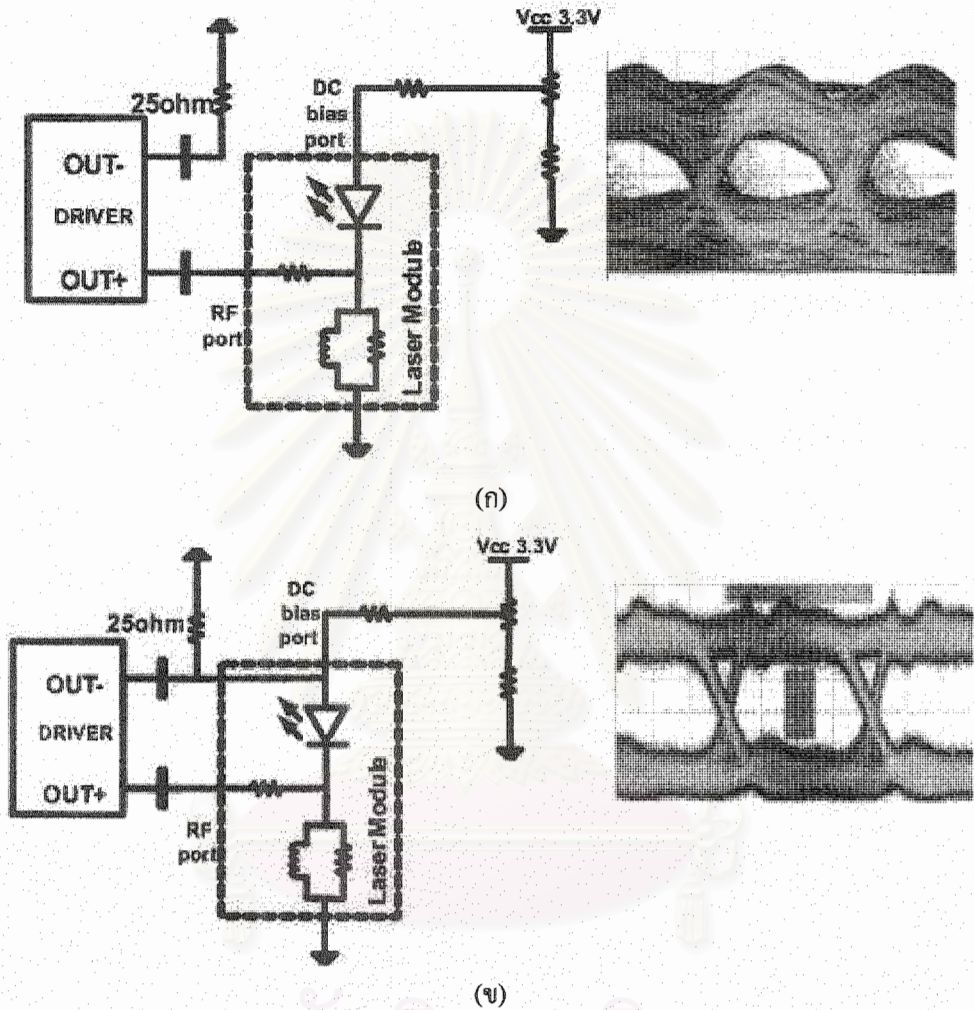 Vcc 3.3V
25ohm
DC
bias
port
OUT-
DRIVER
OUT+
RF
port
Laser Module
(ก)
Vcc 3.3V
25ohm
DC
bias
port
OUT-
DRIVER
OUT+
RF
port
Laser Module
(ข)